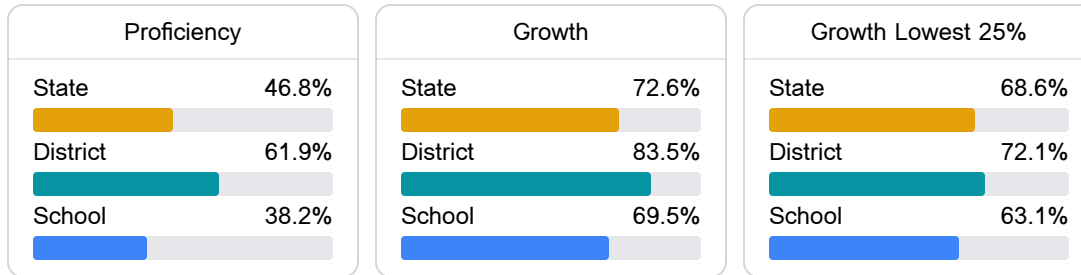 Proficiency
State 46.8%
District 61.9%
School 38.2%
Growth
State 72.6%
District 83.5%
School 69.5%
Growth Lowest 25%
State 68.6%
District 72.1%
School 63.1%